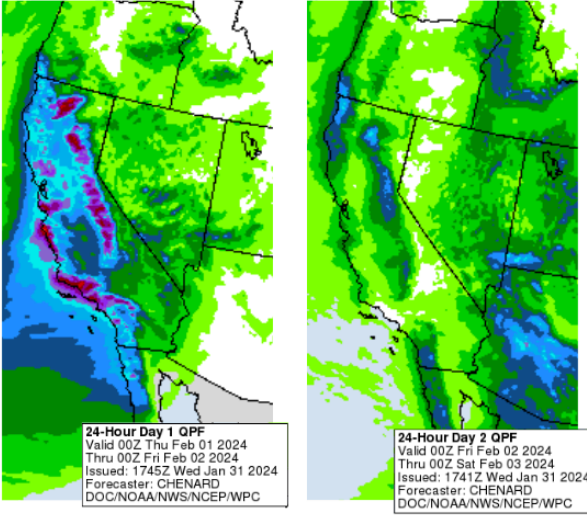 24-Hour Day 1 QPF
Valid 00Z Thu Feb 01 2024
Thru 00Z Fri Feb 02 2024
Issued: 1745Z Wed Jan 31 2024
Forecaster: CHENARD
DOC/NOAA/NWS/NCEP/WPC
24-Hour Day 2 QPF
Valid 00Z Fri Feb 02 2024
Thru 00Z Sat Feb 03 2024
Issued: 1741Z Wed Jan 31 2024
Forecaster: CHENARD
DOC/NOAA/NWS/NCEP/WPC